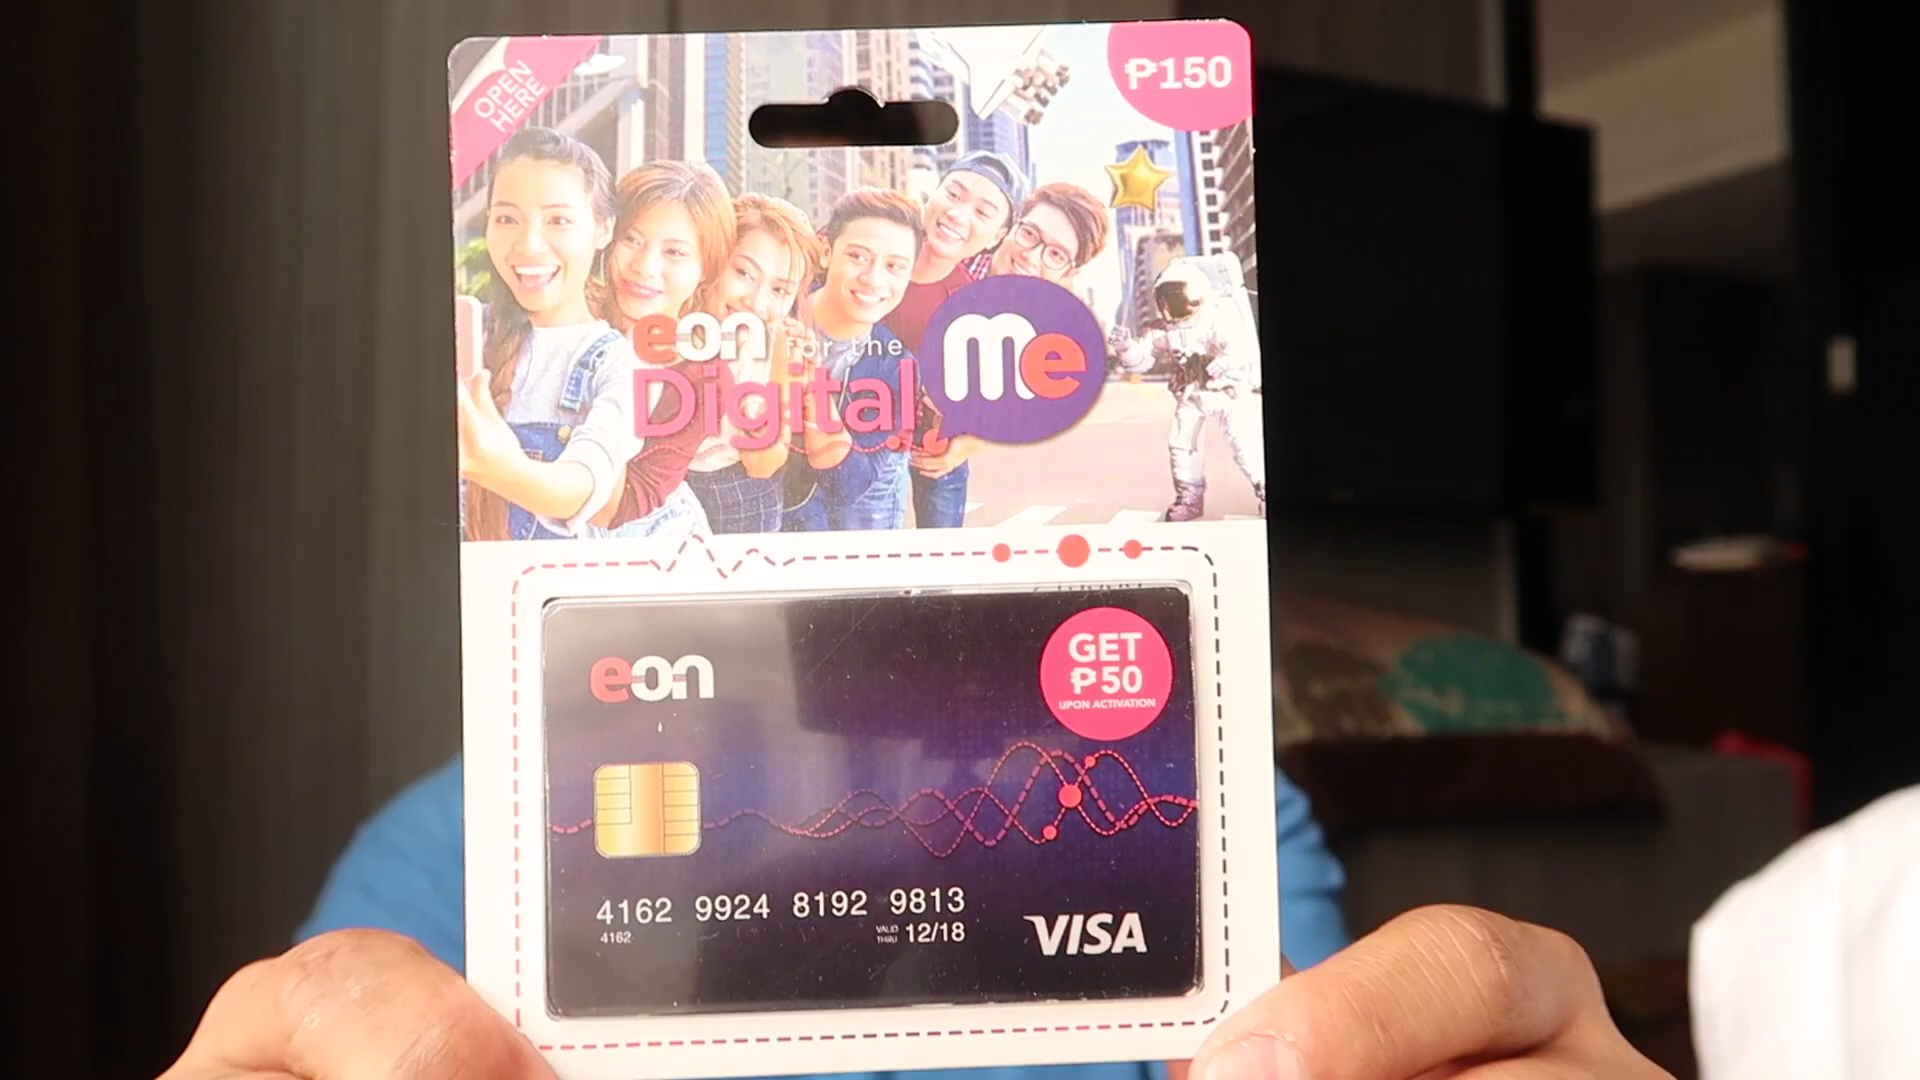 OPEN
HERE
₱150
eon for the
Digital
Me
eon
GET
₱50
UPON ACTIVATION
4162 9924 8192 9813
4162
VALID
THRU
12/18
VISA